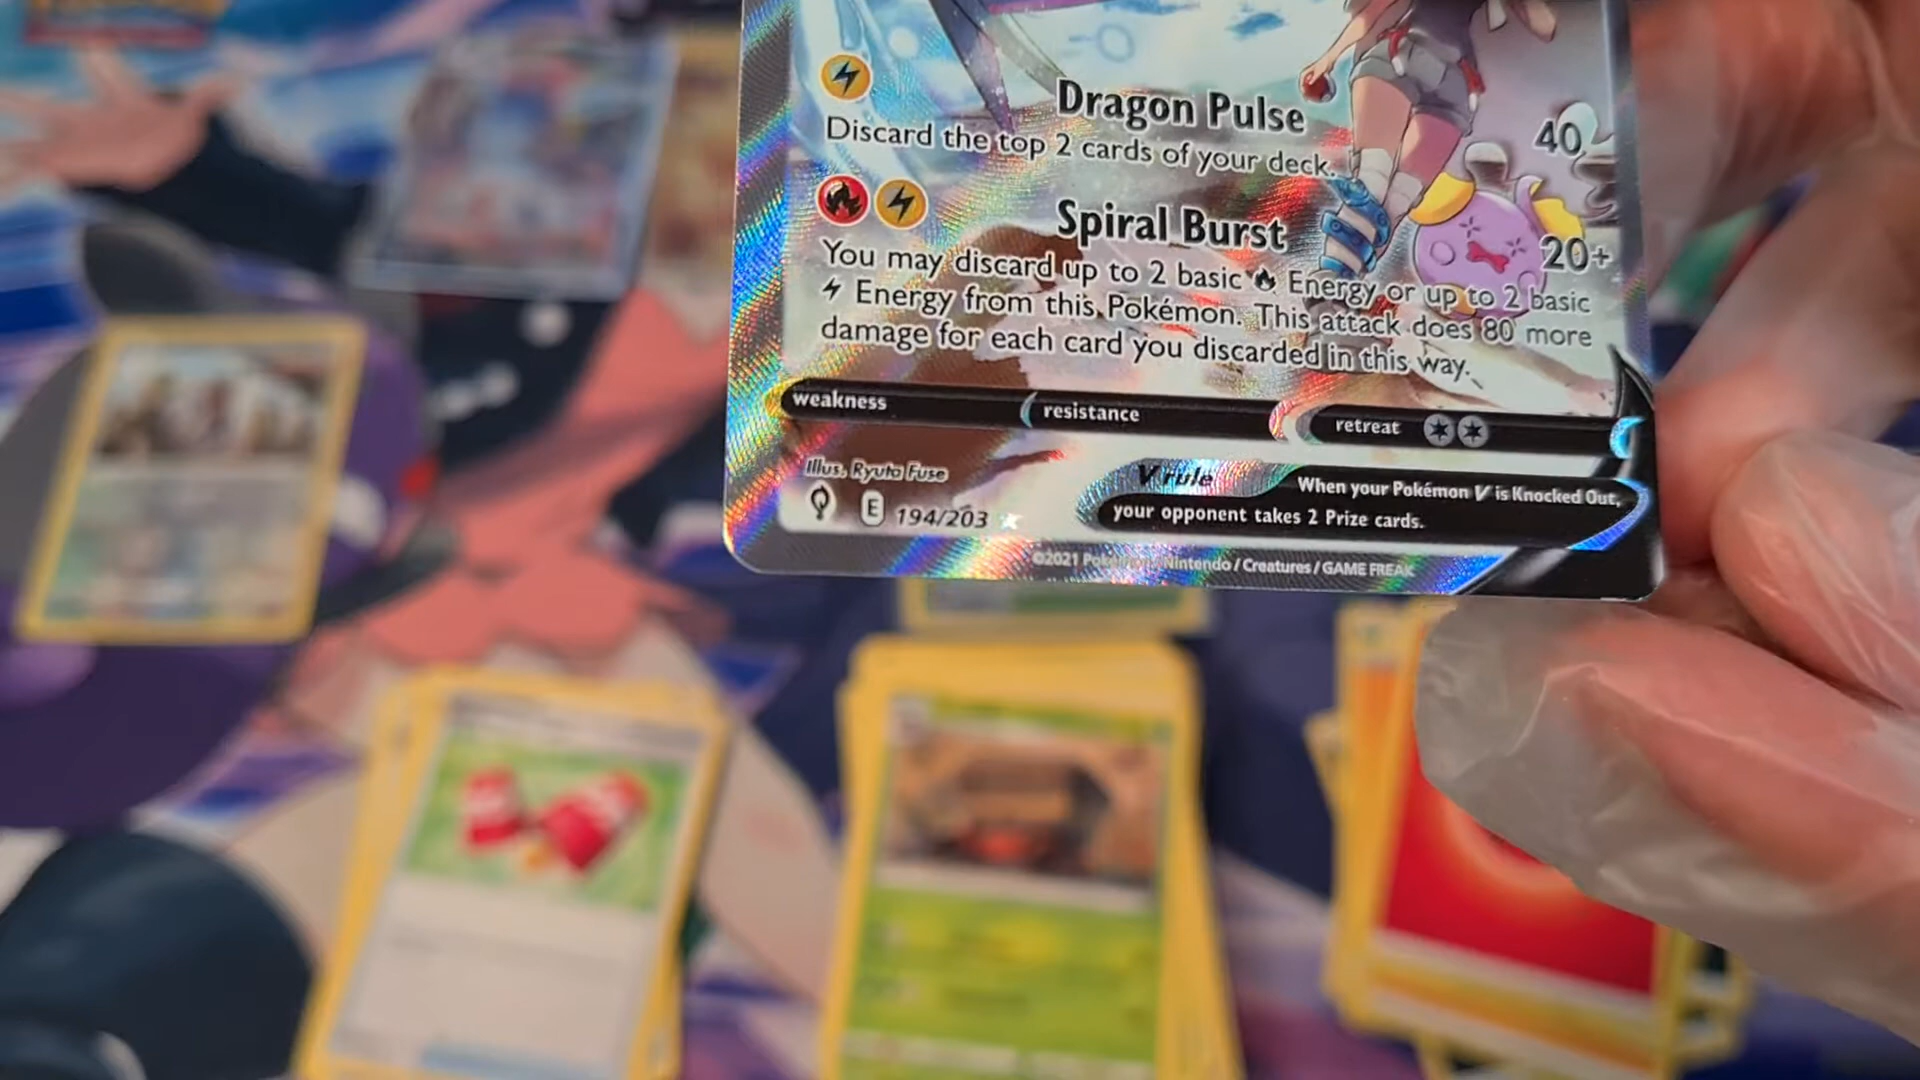 Dragon Pulse
40
Discard the top 2 cards of your deck.
Spiral Burst
20+
You may discard up to 2 basic Energy or up to 2 basic
Energy from this Pokémon. This attack does 80 more
damage for each card you discarded in this way.
weakness resistance retreat
Illus. Ryuta Fuse
V rule When your Pokémon V is Knocked Out,
your opponent takes 2 Prize cards.
E 194/203
©2021 Pokémon / Nintendo / Creatures / GAME FREAK